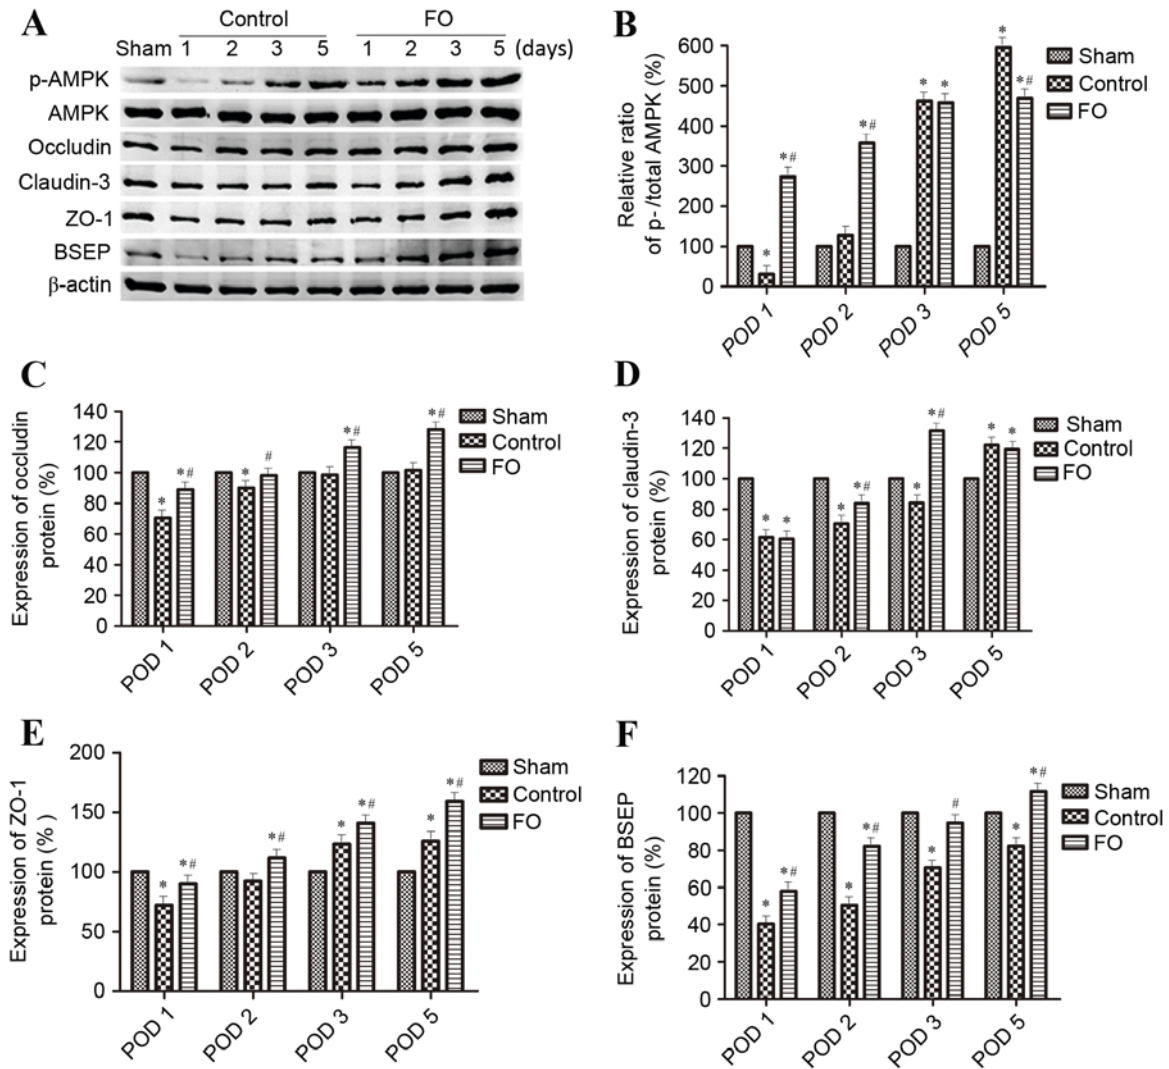 A
Control
FO
Sham 1 2 3 5 1 2 3 5 (days)
p-AMPK
AMPK
Occludin
Claudin-3
ZO-1
BSEP
β-actin
B
Relative ratio
of p-/total AMPK (%)
600
500
400
300
200
100
0
* *# *# * * * *#
POD 1 POD 2 POD 3 POD 5
Sham
Control
FO
C
Expression of occludin
protein (%)
140
120
100
80
60
40
20
0
* *# * # *# *#
POD 1 POD 2 POD 3 POD 5
Sham
Control
FO
D
Expression of claudin-3
protein (%)
140
120
100
80
60
40
20
0
* * * *# * *# * *
POD 1 POD 2 POD 3 POD 5
Sham
Control
FO
E
Expression of ZO-1
protein (% )
200
150
100
50
0
* *# *# * *# * *#
POD 1 POD 2 POD 3 POD 5
Sham
Control
FO
F
Expression of BSEP
protein (%)
120
100
80
60
40
20
0
* *# * *# * # * *#
POD 1 POD 2 POD 3 POD 5
Sham
Control
FO